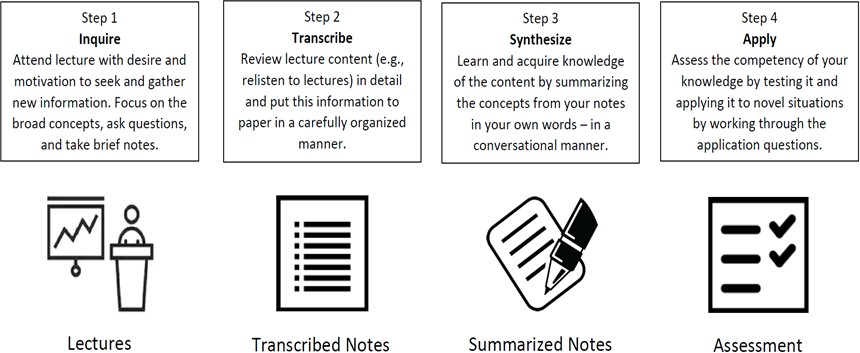 Step 1
Inquire
Attend lecture with desire and
motivation to seek and gather
new information. Focus on the
broad concepts, ask questions,
and take brief notes.
Step 2
Transcribe
Review lecture content (e.g.,
relisten to lectures) in detail
and put this information to
paper in a carefully organized
manner.
Step 3
Synthesize
Learn and acquire knowledge
of the content by summarizing
the concepts from your notes
in your own words – in a
conversational manner.
Step 4
Apply
Assess the competency of your
knowledge by testing it and
applying it to novel situations
by working through the
application questions.
Lectures
Transcribed Notes
Summarized Notes
Assessment